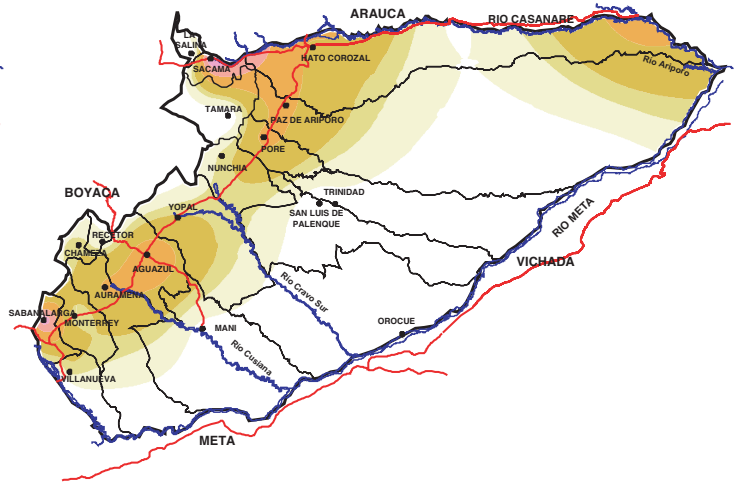 ARAUCA
RIO CASANARE
LA
SALINA
HATO COROZAL
SACAMA
Rio Ariporo
TAMARA
PAZ DE ARIPORO
PORE
NUNCHIA
BOYACA
TRINIDAD
YOPAL
SAN LUIS DE
PALENQUE
RIO META
RECETOR
CHAMEZA
VICHADA
AGUAZUL
Rio Cravo Sur
AURAMENA
SABANALARGA
MONTERREY
MANI
OROCUE
Rio Cusiana
VILLANUEVA
META